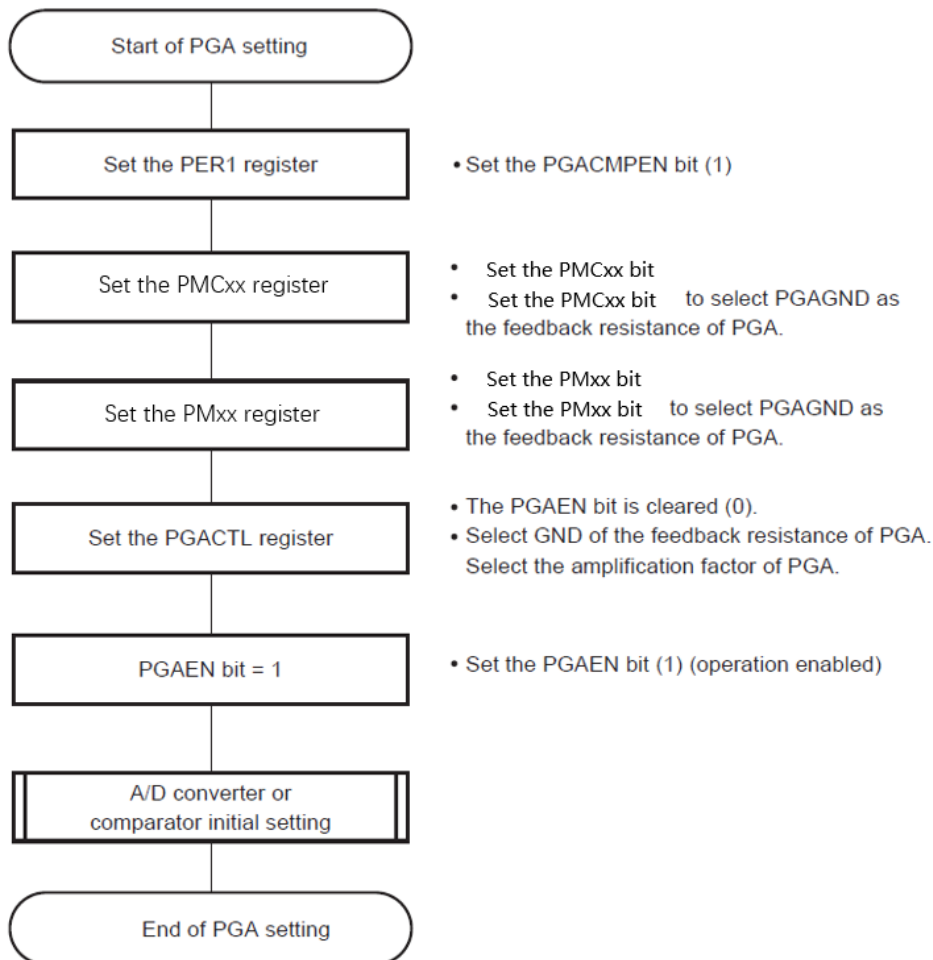 Start of PGA setting
Set the PER1 register
• Set the PGACMPEN bit (1)
Set the PMCxx register
• Set the PMCxx bit
• Set the PMCxx bit to select PGAGND as
the feedback resistance of PGA.
Set the PMxx register
• Set the PMxx bit
• Set the PMxx bit to select PGAGND as
the feedback resistance of PGA.
Set the PGACTL register
• The PGAEN bit is cleared (0).
• Select GND of the feedback resistance of PGA.
Select the amplification factor of PGA.
PGAEN bit = 1
• Set the PGAEN bit (1) (operation enabled)
A/D converter or
comparator initial setting
End of PGA setting